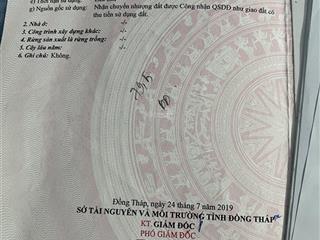 g) Nguồn gốc sử dụng: Nhận chuyển nhượng đất được Công nhận QSDĐ như giao đất có
thu tiền sử dụng đất.
2. Nhà ở: -/-
3. Công trình xây dựng khác: -/-
4. Rừng sản xuất là rừng trồng: -/-
5. Cây lâu năm: -/-
6. Ghi chú: Không.
Đồng Tháp, ngày 24 tháng 7 năm 2019
SỞ TÀI NGUYÊN VÀ MÔI TRƯỜNG TỈNH ĐỒNG THÁP
KT. GIÁM ĐỐC
PHÓ GIÁM ĐỐC